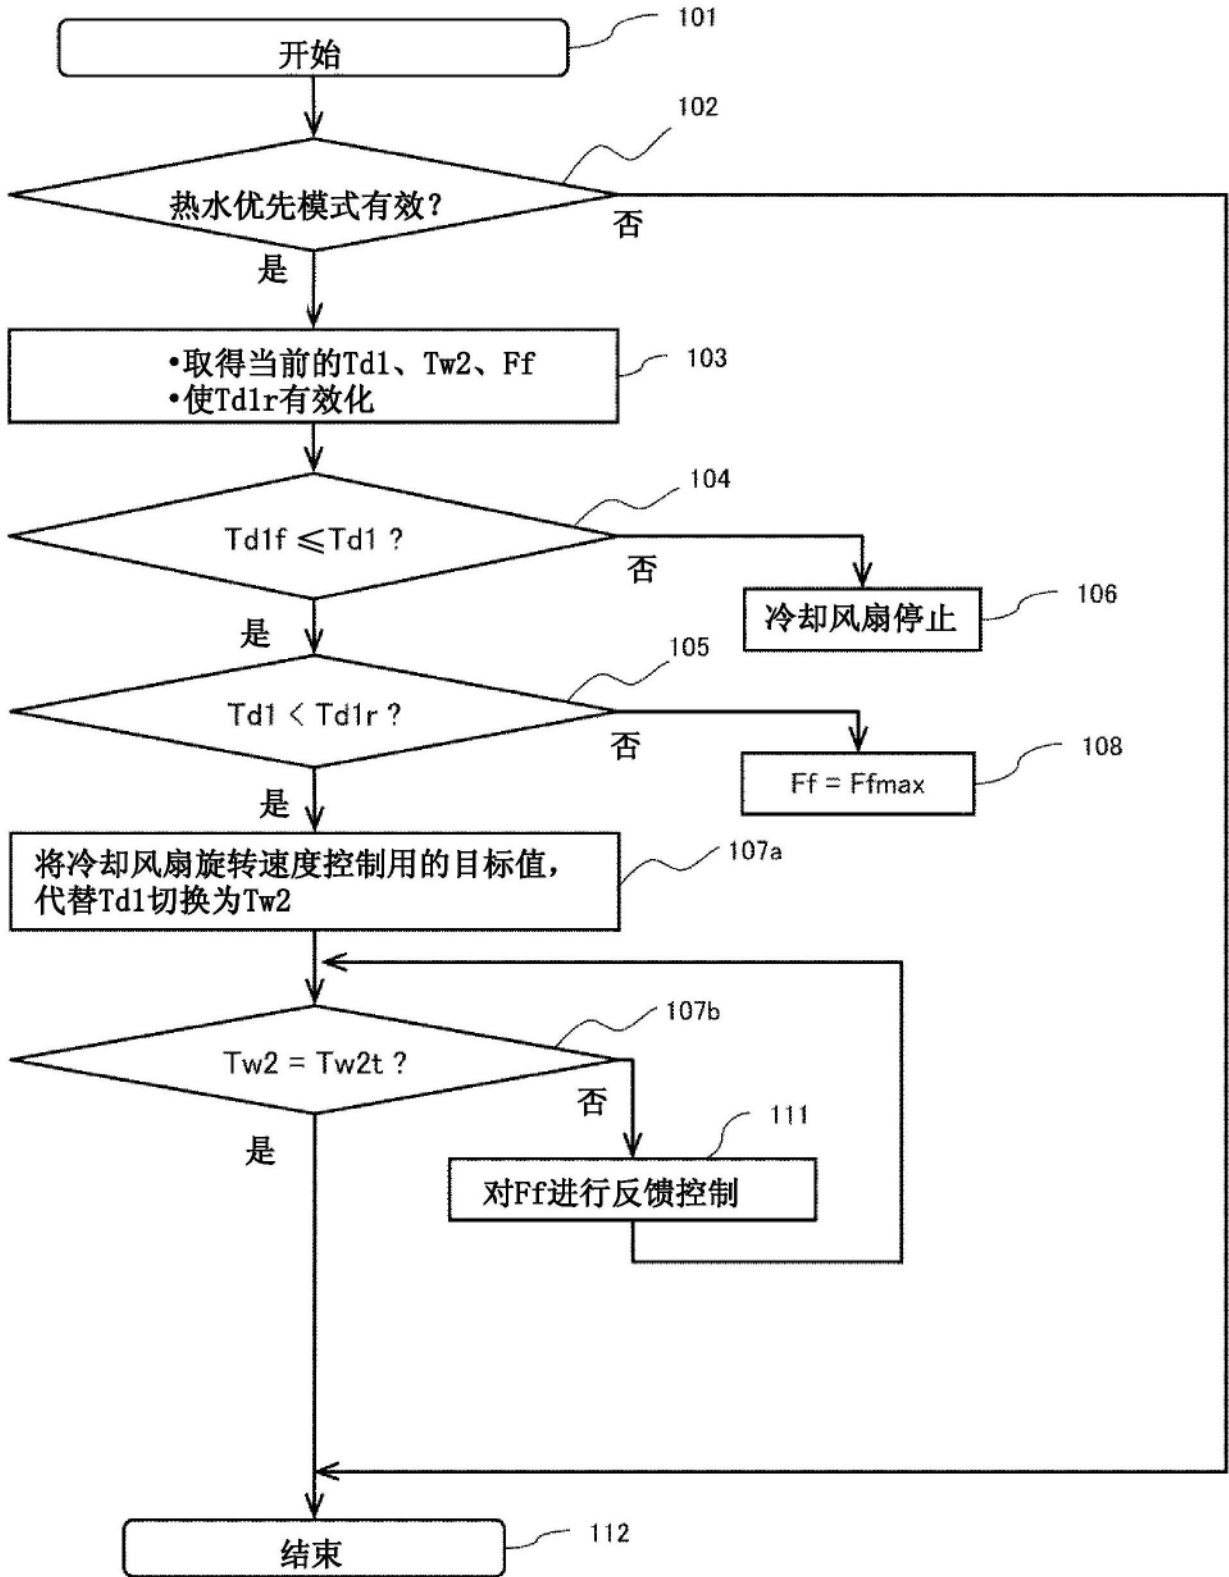 101
开始
102
热水优先模式有效？
否
是
•取得当前的Td1、Tw2、Ff
•使Td1r有效化
103
104
Td1f ≤Td1 ?
否
是
冷却风扇停止
106
105
Td1 < Td1r ?
否
是
Ff = Ffmax
108
将冷却风扇旋转速度控制用的目标值，
代替Td1切换为Tw2
107a
107b
Tw2 = Tw2t ?
否
是
111
对Ff进行反馈控制
结束
112